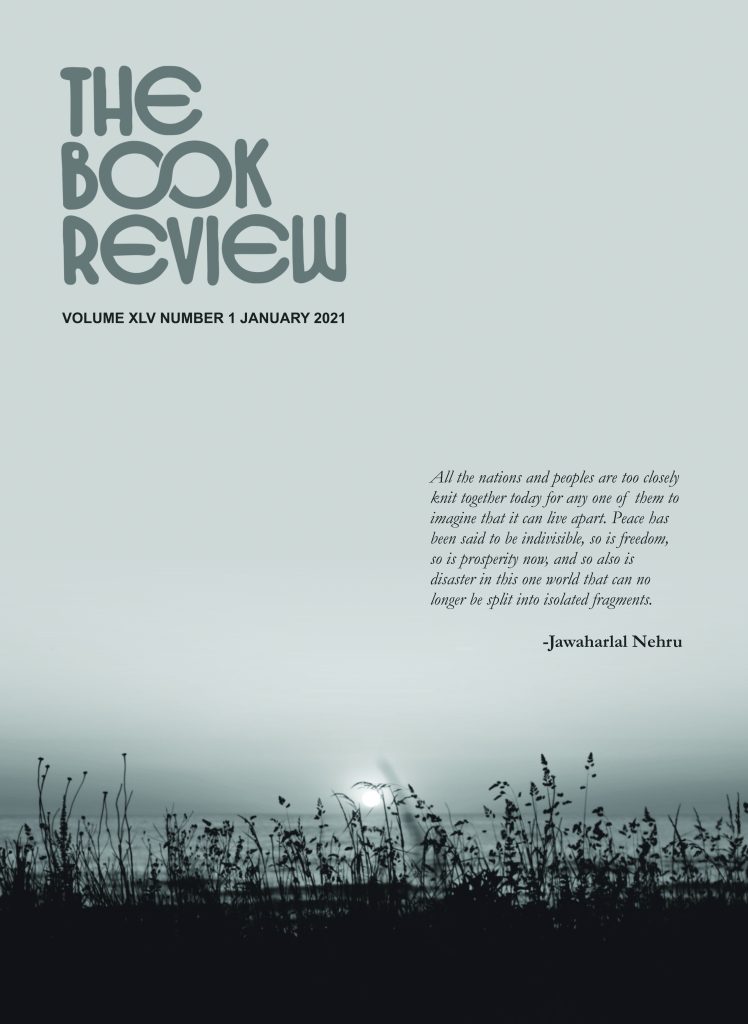 THE
BOOK
REVIEW
VOLUME XLV NUMBER 1 JANUARY 2021
All the nations and peoples are too closely
knit together today for any one of them to
imagine that it can live apart. Peace has
been said to be indivisible, so is freedom,
so is prosperity now, and so also is
disaster in this one world that can no
longer be split into isolated fragments.
-Jawaharlal Nehru